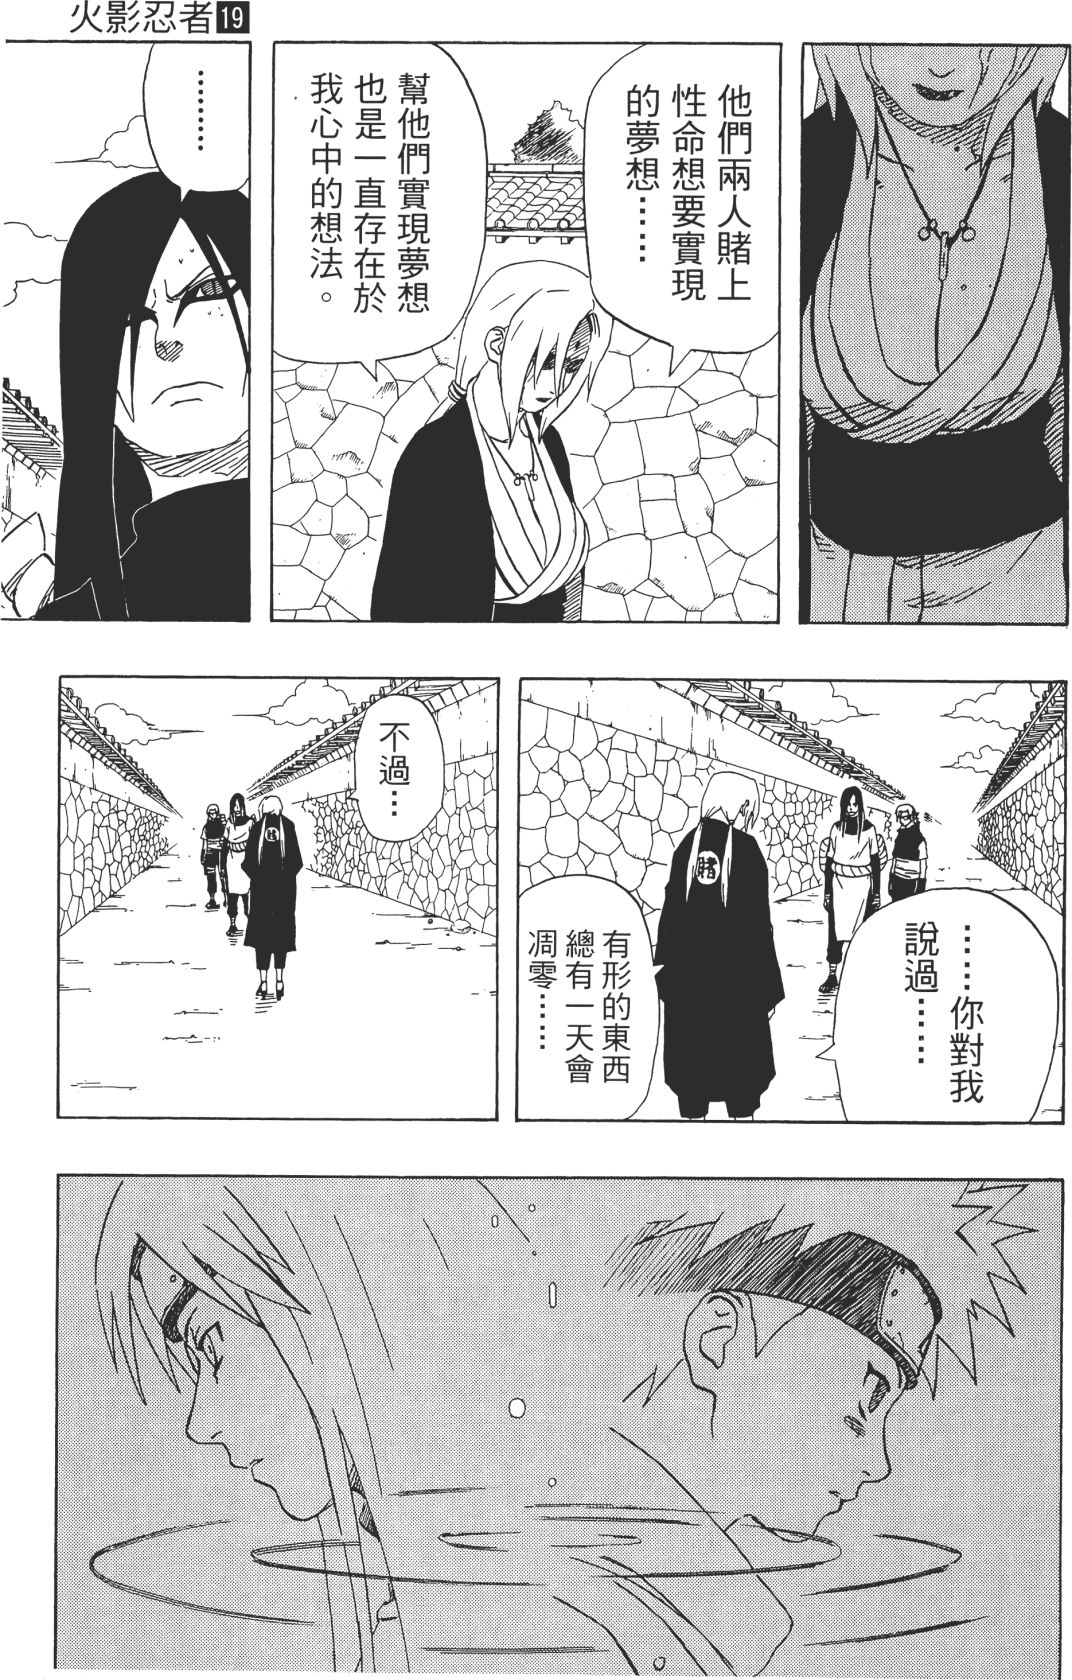 火影忍者19
他們兩人賭上
性命想要實現
的夢想……
幫他們實現夢想
也是一直存在於
我心中的想法。
………
……你對我
說過……
有形的東西
總有一天會
凋零……
賭
不過…
賭